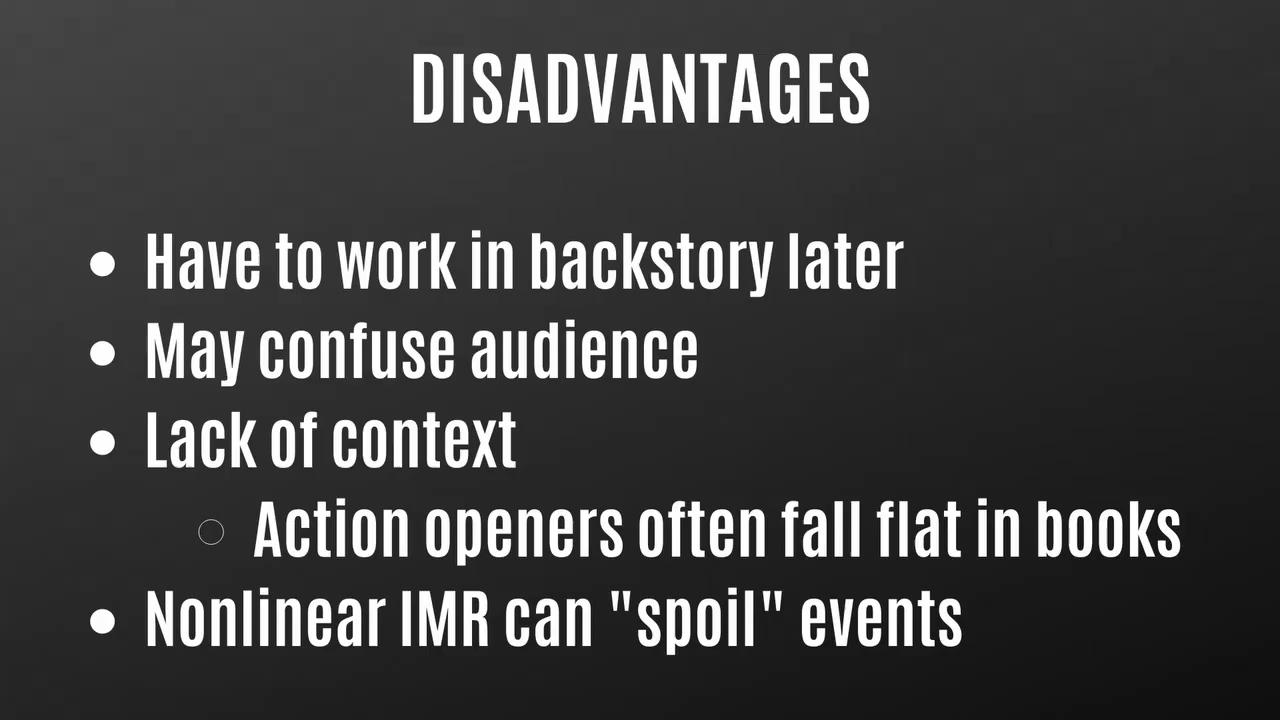 DISADVANTAGES
• Have to work in backstory later
• May confuse audience
• Lack of context
○ Action openers often fall flat in books
• Nonlinear IMR can "spoil" events